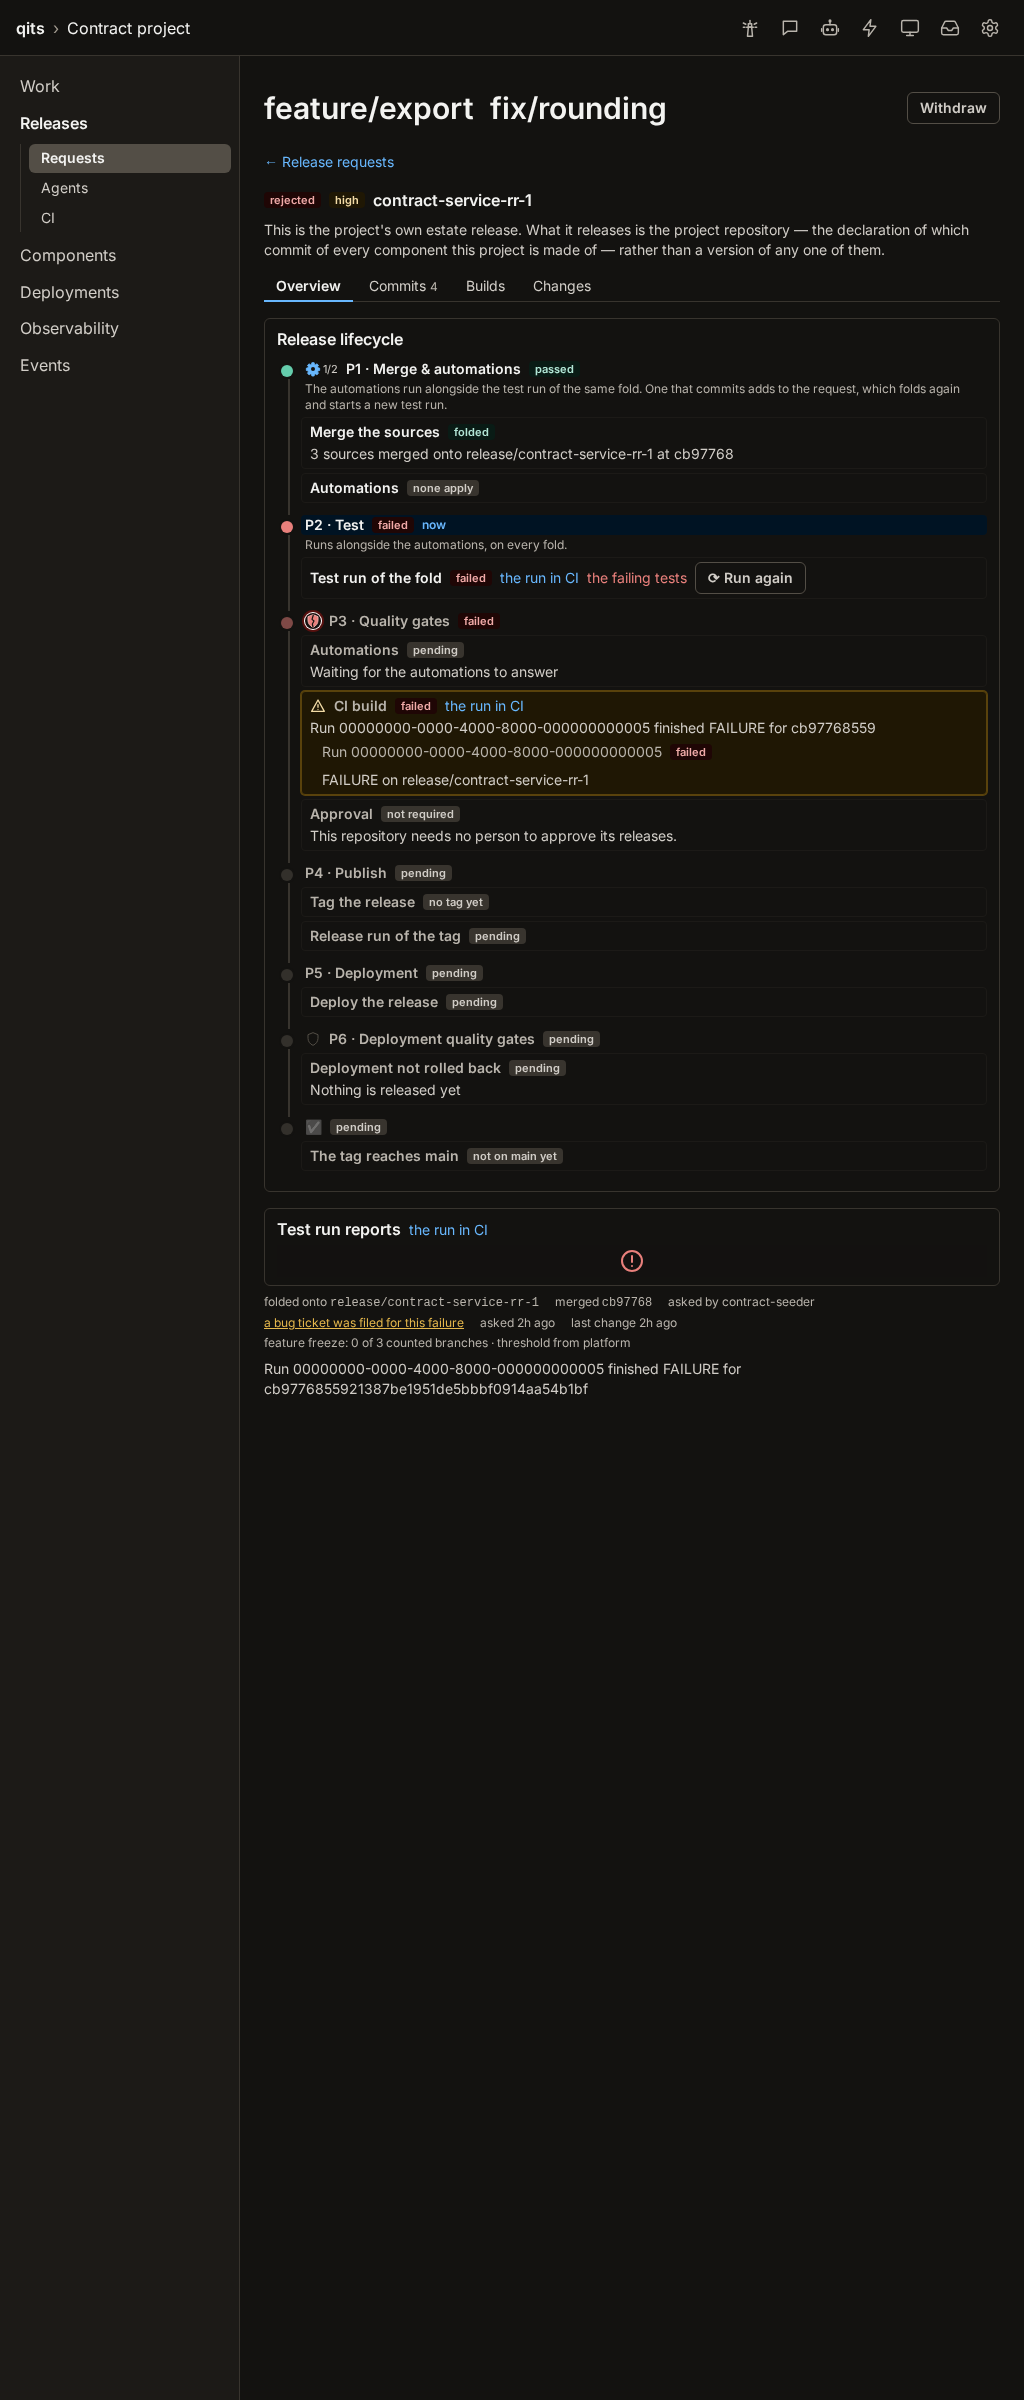 qits › Contract project
Work
Releases
Requests
Agents
CI
Components
Deployments
Observability
Events
feature/export fix/rounding
Withdraw
← Release requests
rejected high contract-service-rr-1
This is the project's own estate release. What it releases is the project repository — the declaration of which
commit of every component this project is made of — rather than a version of any one of them.
Overview Commits 4 Builds Changes
Release lifecycle
1/2 P1 · Merge & automations passed
The automations run alongside the test run of the same fold. One that commits adds to the request, which folds again
and starts a new test run.
Merge the sources folded
3 sources merged onto release/contract-service-rr-1 at cb97768
Automations none apply
P2 · Test failed now
Runs alongside the automations, on every fold.
Test run of the fold failed the run in CI the failing tests ⟳ Run again
P3 · Quality gates failed
Automations pending
Waiting for the automations to answer
CI build failed the run in CI
Run 00000000-0000-4000-8000-000000000005 finished FAILURE for cb97768559
Run 00000000-0000-4000-8000-000000000005 failed
FAILURE on release/contract-service-rr-1
Approval not required
This repository needs no person to approve its releases.
P4 · Publish pending
Tag the release no tag yet
Release run of the tag pending
P5 · Deployment pending
Deploy the release pending
P6 · Deployment quality gates pending
Deployment not rolled back pending
Nothing is released yet
pending
The tag reaches main not on main yet
Test run reports the run in CI
folded onto release/contract-service-rr-1 merged cb97768 asked by contract-seeder
a bug ticket was filed for this failure asked 2h ago last change 2h ago
feature freeze: 0 of 3 counted branches · threshold from platform
Run 00000000-0000-4000-8000-000000000005 finished FAILURE for
cb9776855921387be1951de5bbbf0914aa54b1bf